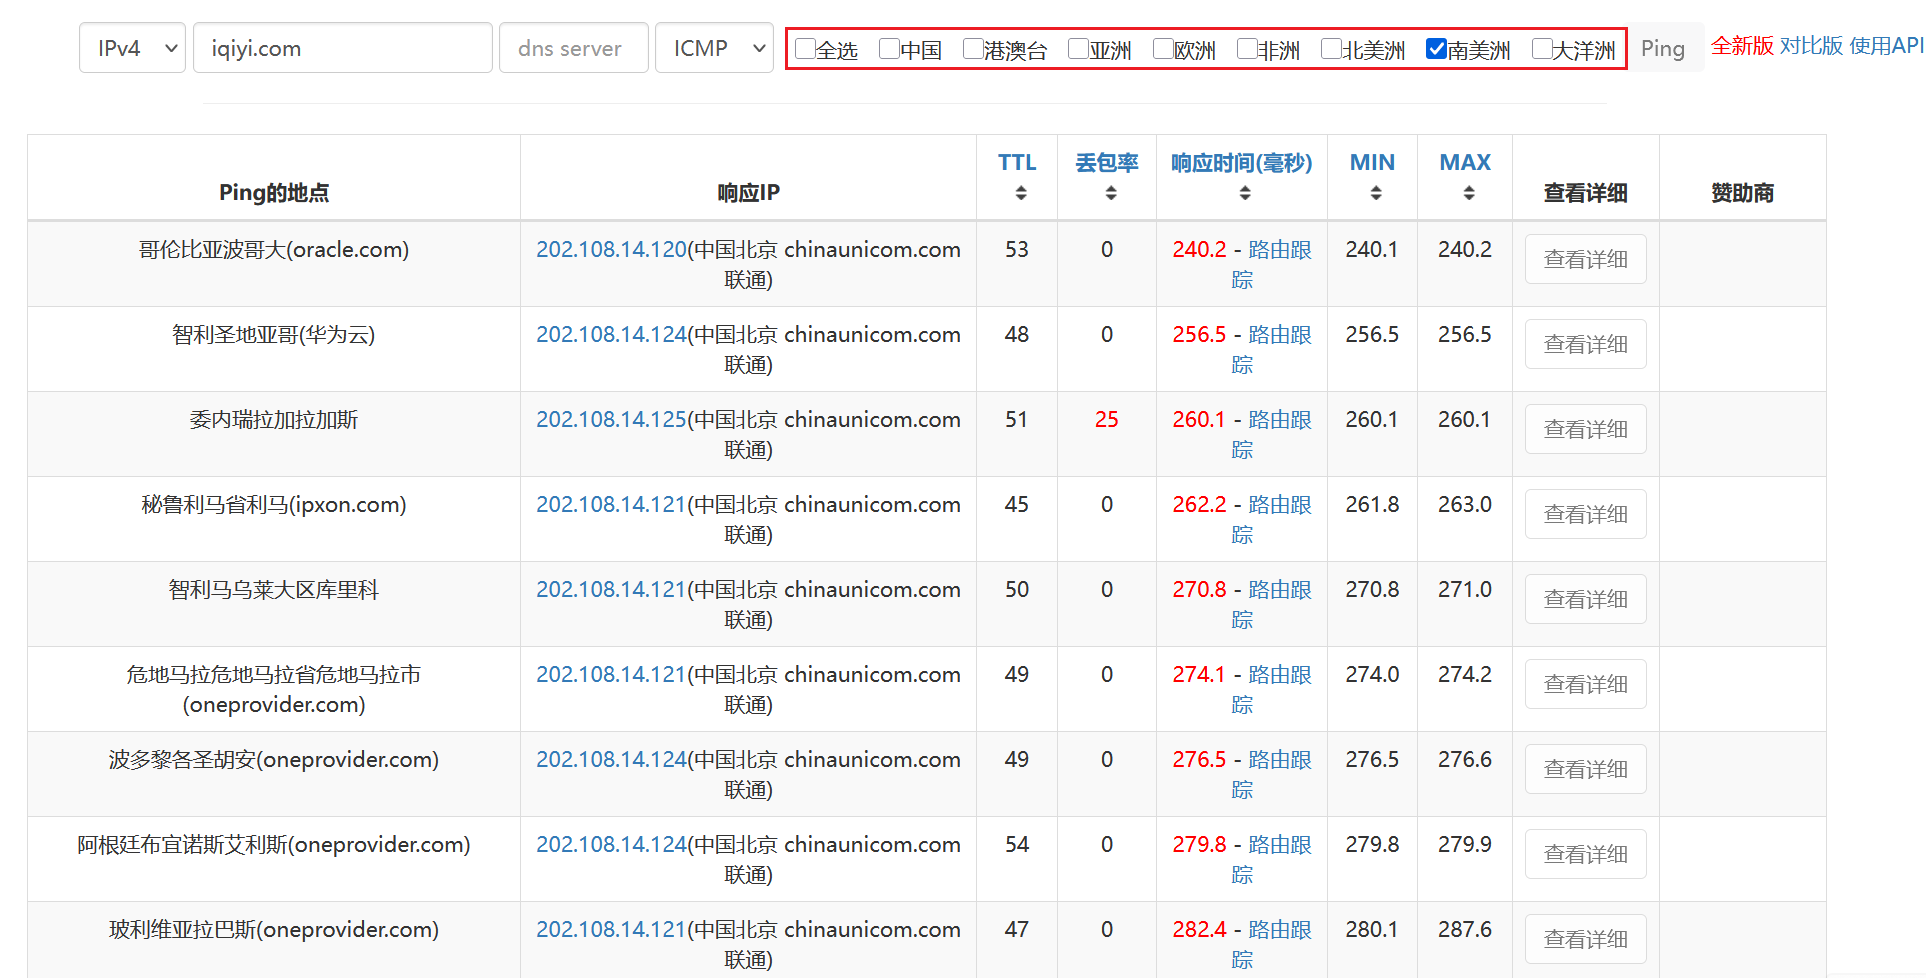 IPv4 iqiyi.com dns server ICMP 全选 中国 港澳台 亚洲 欧洲 非洲 北美洲 南美洲 大洋洲 Ping 全新版 对比版 使用API
Ping的地点 响应IP TTL 丢包率 响应时间(毫秒) MIN MAX 查看详细 赞助商
哥伦比亚波哥大(oracle.com) 202.108.14.120(中国北京 chinaunicom.com 53 0 240.2 - 路由跟 240.1 240.2 查看详细
联通) 踪
智利圣地亚哥(华为云) 202.108.14.124(中国北京 chinaunicom.com 48 0 256.5 - 路由跟 256.5 256.5 查看详细
联通) 踪
委内瑞拉加拉加斯 202.108.14.125(中国北京 chinaunicom.com 51 25 260.1 - 路由跟 260.1 260.1 查看详细
联通) 踪
秘鲁利马省利马(ipxon.com) 202.108.14.121(中国北京 chinaunicom.com 45 0 262.2 - 路由跟 261.8 263.0 查看详细
联通) 踪
智利马乌莱大区库里科 202.108.14.121(中国北京 chinaunicom.com 50 0 270.8 - 路由跟 270.8 271.0 查看详细
联通) 踪
危地马拉危地马拉省危地马拉市 202.108.14.121(中国北京 chinaunicom.com 49 0 274.1 - 路由跟 274.0 274.2 查看详细
(oneprovider.com) 联通) 踪
波多黎各圣胡安(oneprovider.com) 202.108.14.124(中国北京 chinaunicom.com 49 0 276.5 - 路由跟 276.5 276.6 查看详细
联通) 踪
阿根廷布宜诺斯艾利斯(oneprovider.com) 202.108.14.124(中国北京 chinaunicom.com 54 0 279.8 - 路由跟 279.8 279.9 查看详细
联通) 踪
玻利维亚拉巴斯(oneprovider.com) 202.108.14.121(中国北京 chinaunicom.com 47 0 282.4 - 路由跟 280.1 287.6 查看详细
联通) 踪